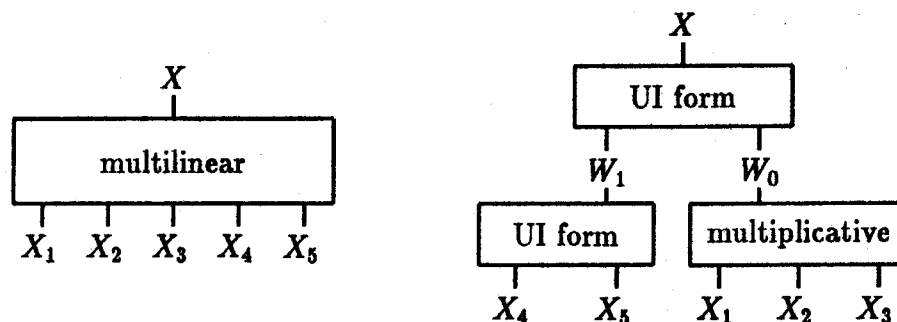 X
multilinear
X₁ X₂ X₃ X₄ X₅
X
UI form
W₁ W₀
UI form multiplicative
X₄ X₅ X₁ X₂ X₃